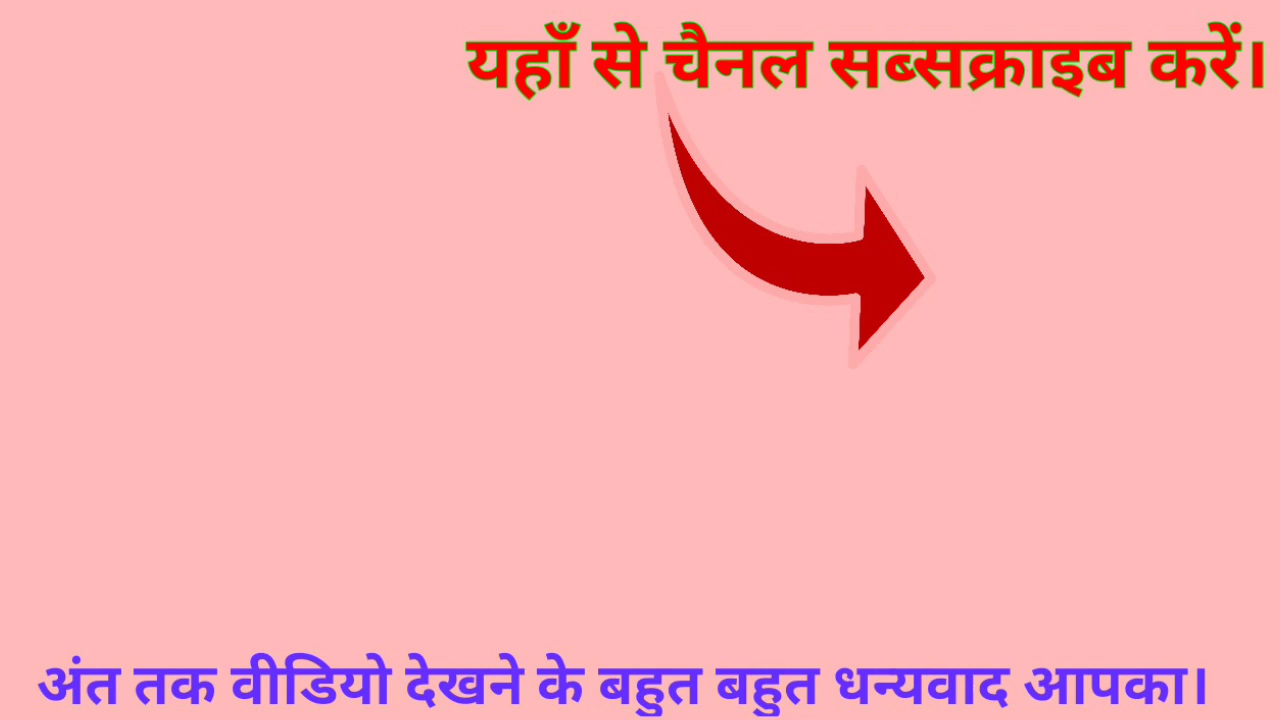 यहाँ से चैनल सब्सक्राइब करें।
अंत तक वीडियो देखने के बहुत बहुत धन्यवाद आपका।